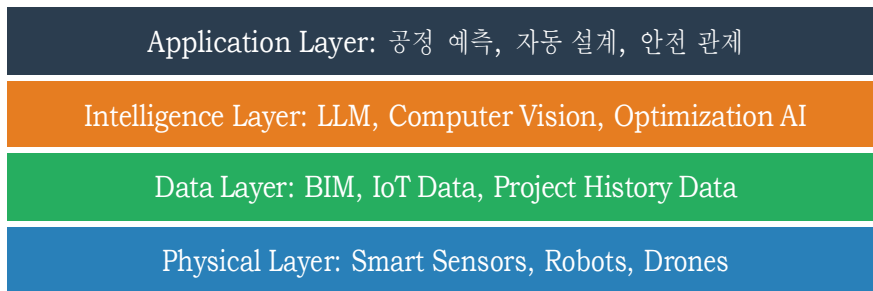 Application Layer: 공정 예측, 자동 설계, 안전 관제
Intelligence Layer: LLM, Computer Vision, Optimization AI
Data Layer: BIM, IoT Data, Project History Data
Physical Layer: Smart Sensors, Robots, Drones